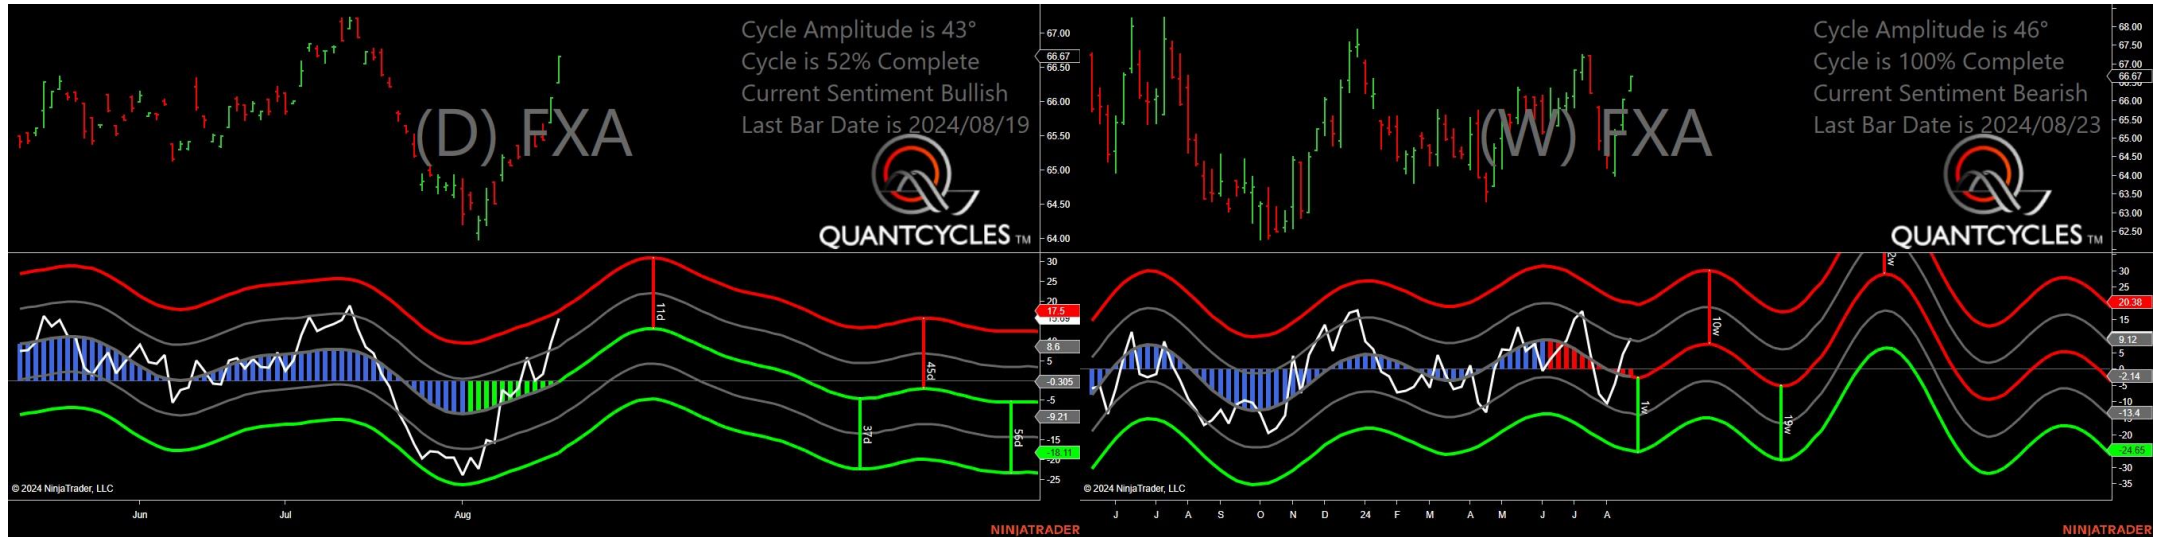 Cycle Amplitude is 43°
Cycle is 52% Complete
Current Sentiment Bullish
Last Bar Date is 2024/08/19
(D) FXA
QUANTCYCLES TM
67.00
66.67
66.50
66.00
65.50
65.00
64.50
64.00
30
25
20
17.5
8.6
5
-0.305
-5
-9.21
-15
-18.11
-25
11d
37d
45d
56d
© 2024 NinjaTrader, LLC
Jun Jul Aug
NINJATRADER
Cycle Amplitude is 46°
Cycle is 100% Complete
Current Sentiment Bearish
Last Bar Date is 2024/08/23
(W) FXA
QUANTCYCLES TM
68.00
67.50
67.00
66.67
66.00
65.50
65.00
64.50
64.00
63.50
63.00
62.50
30
25
20.38
15
9.12
5
-2.14
-5
-10
-13.4
-20
-24.65
-30
-35
1w
10w
19w
2w
© 2024 NinjaTrader, LLC
J J A S O N D 24 F M A M J J A
NINJATRADER